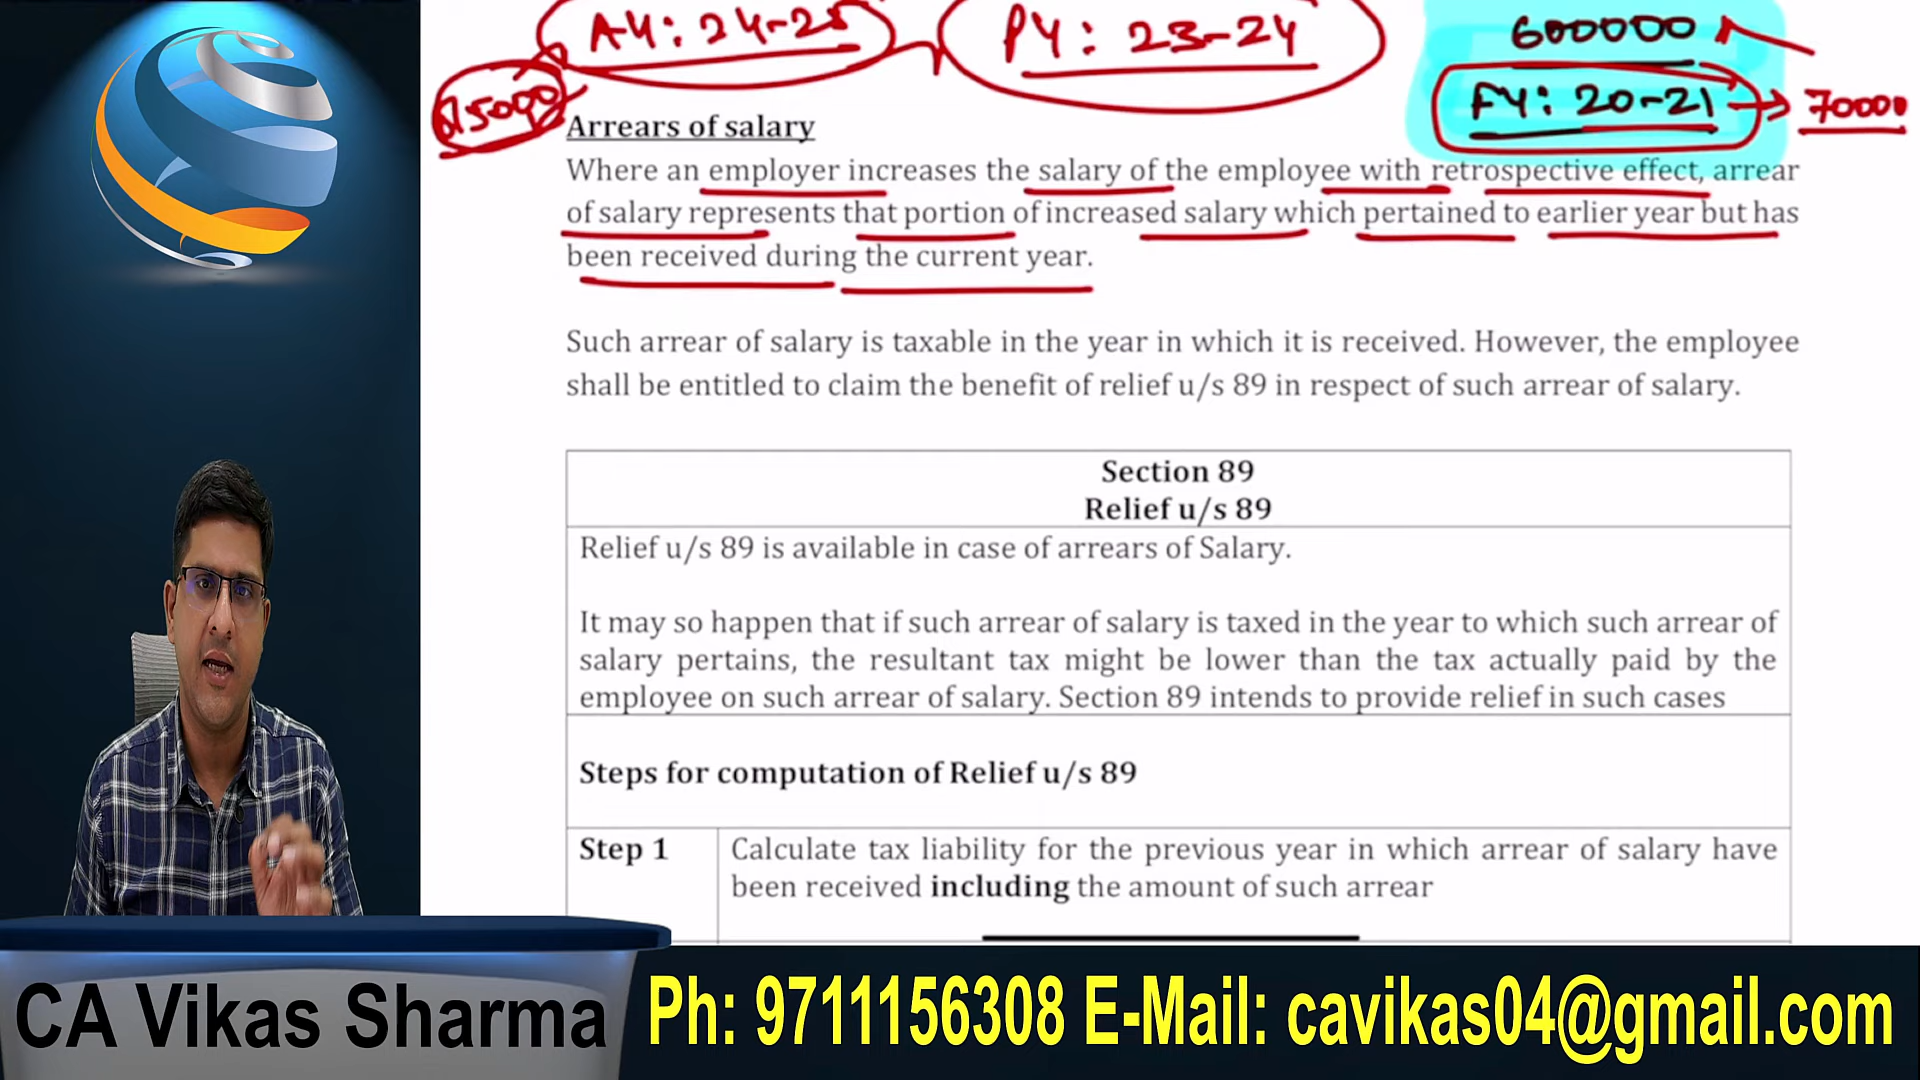 AY: 24-25
PY: 23-24
600000
FY: 20-21
70000
Arrears of salary
Where an employer increases the salary of the employee with retrospective effect, arrear
of salary represents that portion of increased salary which pertained to earlier year but has
been received during the current year.
Such arrear of salary is taxable in the year in which it is received. However, the employee
shall be entitled to claim the benefit of relief u/s 89 in respect of such arrear of salary.
Section 89
Relief u/s 89
Relief u/s 89 is available in case of arrears of Salary.
It may so happen that if such arrear of salary is taxed in the year to which such arrear of
salary pertains, the resultant tax might be lower than the tax actually paid by the
employee on such arrear of salary. Section 89 intends to provide relief in such cases
Steps for computation of Relief u/s 89
Step 1
Calculate tax liability for the previous year in which arrear of salary have
been received including the amount of such arrear
CA Vikas Sharma
Ph: 9711156308 E-Mail: cavikas04@gmail.com